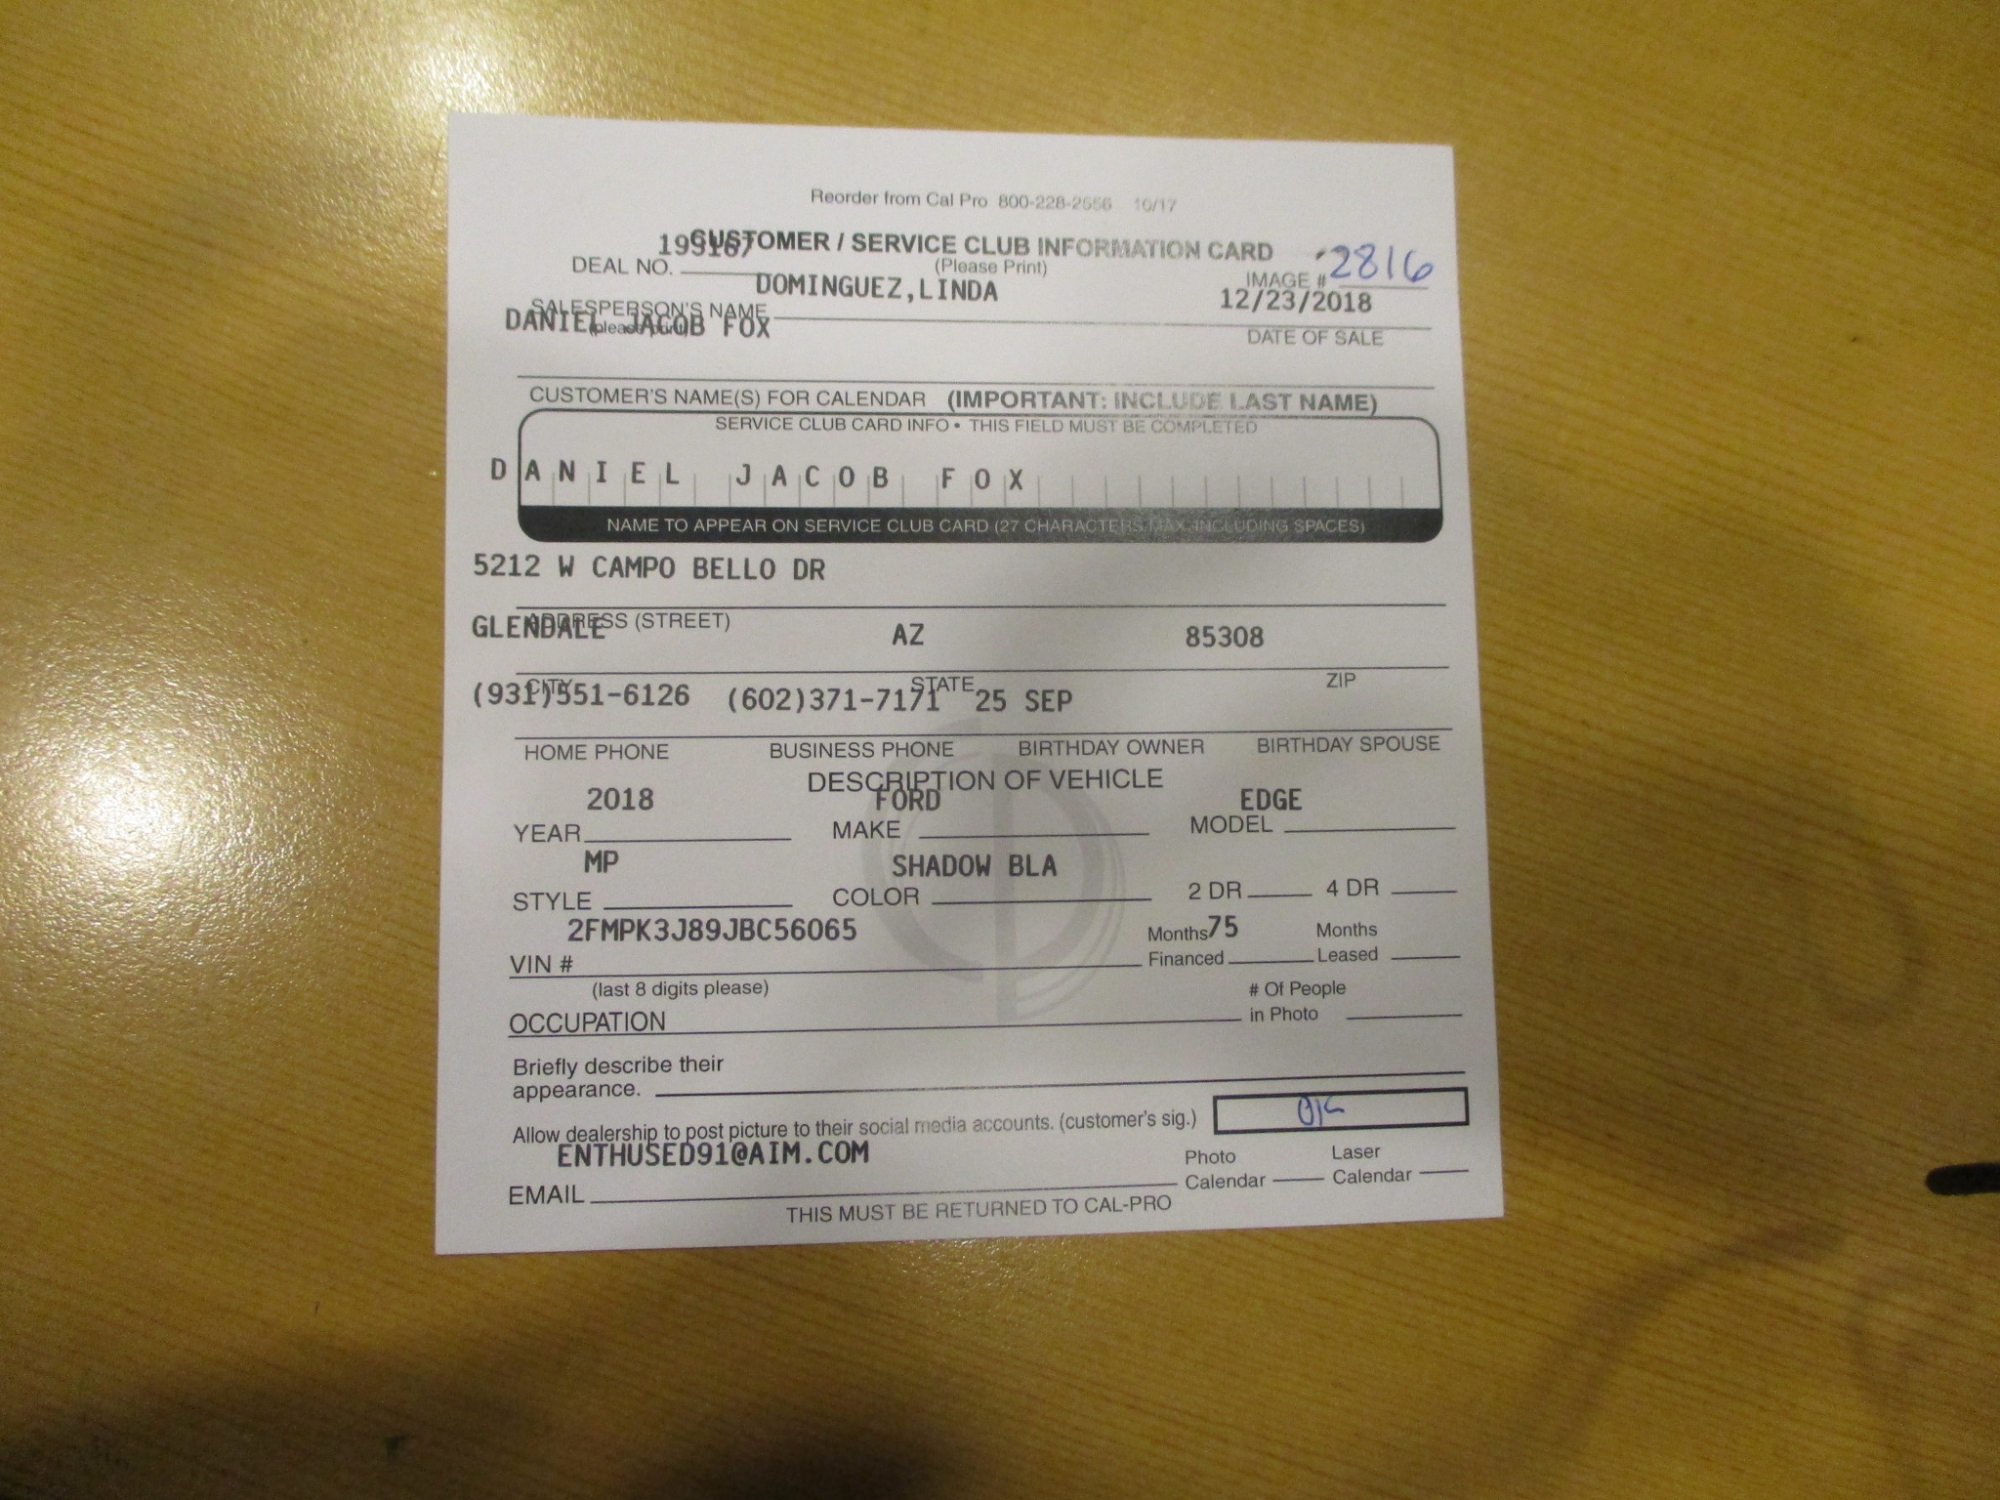 Reorder from Cal Pro 800-228-2556 10/17
CUSTOMER / SERVICE CLUB INFORMATION CARD
(Please Print)
DEAL NO.
IMAGE # 2816
DOMINGUEZ,LINDA 12/23/2018
SALESPERSON'S NAME
(please print)
DATE OF SALE
DANIEL JACOB FOX
CUSTOMER'S NAME(S) FOR CALENDAR (IMPORTANT: INCLUDE LAST NAME)
SERVICE CLUB CARD INFO • THIS FIELD MUST BE COMPLETED
DANIEL JACOB FOX
NAME TO APPEAR ON SERVICE CLUB CARD (27 CHARACTERS MAX. INCLUDING SPACES)
5212 W CAMPO BELLO DR
ADDRESS (STREET)
GLENDALE AZ 85308
CITY STATE ZIP
(931)551-6126 (602)371-7171 25 SEP
HOME PHONE BUSINESS PHONE BIRTHDAY OWNER BIRTHDAY SPOUSE
DESCRIPTION OF VEHICLE
2018 FORD EDGE
YEAR MAKE MODEL
MP SHADOW BLA
STYLE COLOR 2 DR 4 DR
2FMPK3J89JBC56065 Months 75 Months
VIN # Financed Leased
(last 8 digits please) # Of People
OCCUPATION in Photo
Briefly describe their
appearance.
Allow dealership to post picture to their social media accounts. (customer's sig.)
ENTHUSED91@AIM.COM Photo Laser
EMAIL Calendar Calendar
THIS MUST BE RETURNED TO CAL-PRO